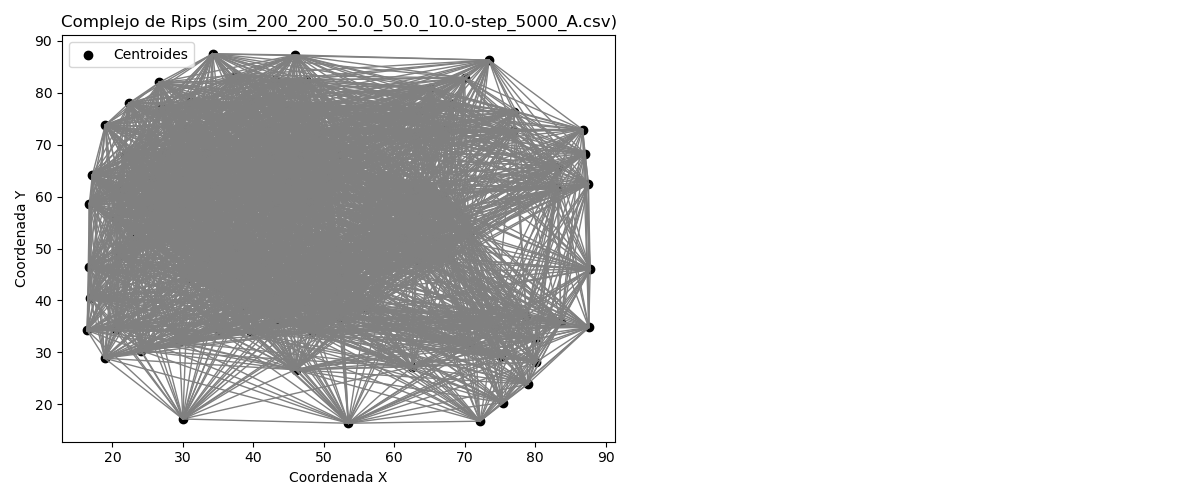 Complejo de Rips (sim_200_200_50.0_50.0_10.0-step_5000_A.csv)
Centroides
90
80
70
60
50
40
30
20
Coordenada Y
20 30 40 50 60 70 80 90
Coordenada X